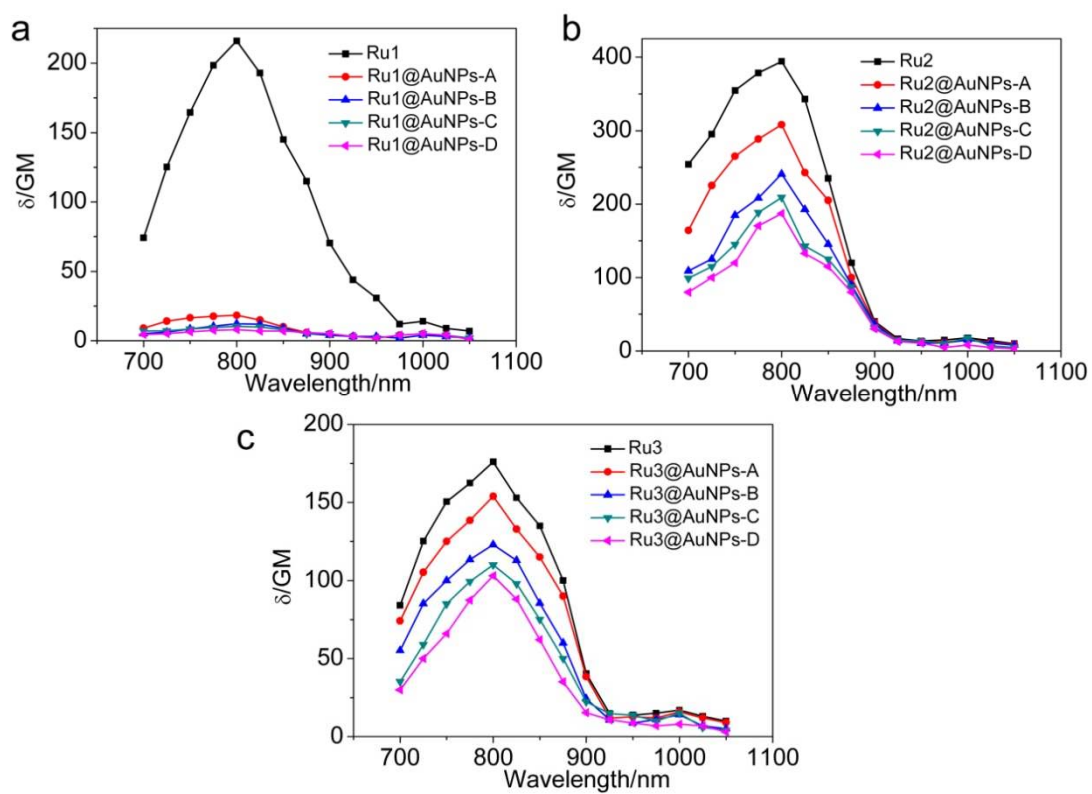 a
δ/GM
200
150
100
50
0
700 800 900 1000 1100
Wavelength/nm
Ru1
Ru1@AuNPs-A
Ru1@AuNPs-B
Ru1@AuNPs-C
Ru1@AuNPs-D
b
δ/GM
400
300
200
100
0
700 800 900 1000 1100
Wavelength/nm
Ru2
Ru2@AuNPs-A
Ru2@AuNPs-B
Ru2@AuNPs-C
Ru2@AuNPs-D
c
δ/GM
200
150
100
50
0
700 800 900 1000 1100
Wavelength/nm
Ru3
Ru3@AuNPs-A
Ru3@AuNPs-B
Ru3@AuNPs-C
Ru3@AuNPs-D